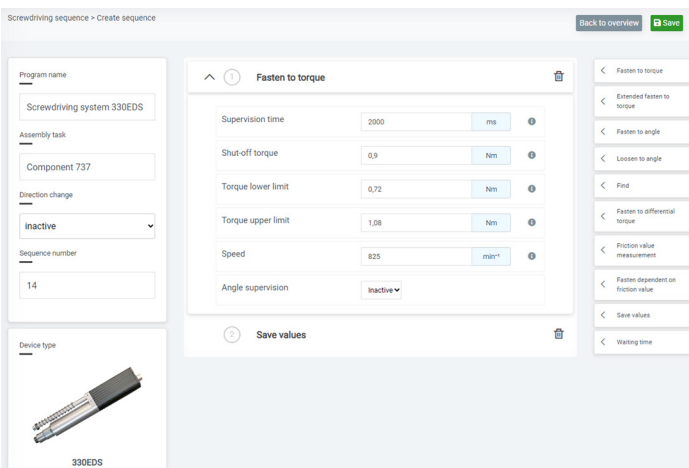 Screwdriving sequence > Create sequence
Back to overview
Save
Program name
Screwdriving system 330EDS
Assembly task
Component 737
Direction change
inactive
Sequence number
14
Device type
330EDS
1 Fasten to torque
Supervision time 2000 ms
Shut-off torque 0,9 Nm
Torque lower limit 0,72 Nm
Torque upper limit 1,08 Nm
Speed 825 min⁻¹
Angle supervision Inactive
2 Save values
Fasten to torque
Extended fasten to
torque
Fasten to angle
Loosen to angle
Find
Fasten to differential
torque
Friction value
measurement
Fasten dependent on
friction value
Save values
Waiting time